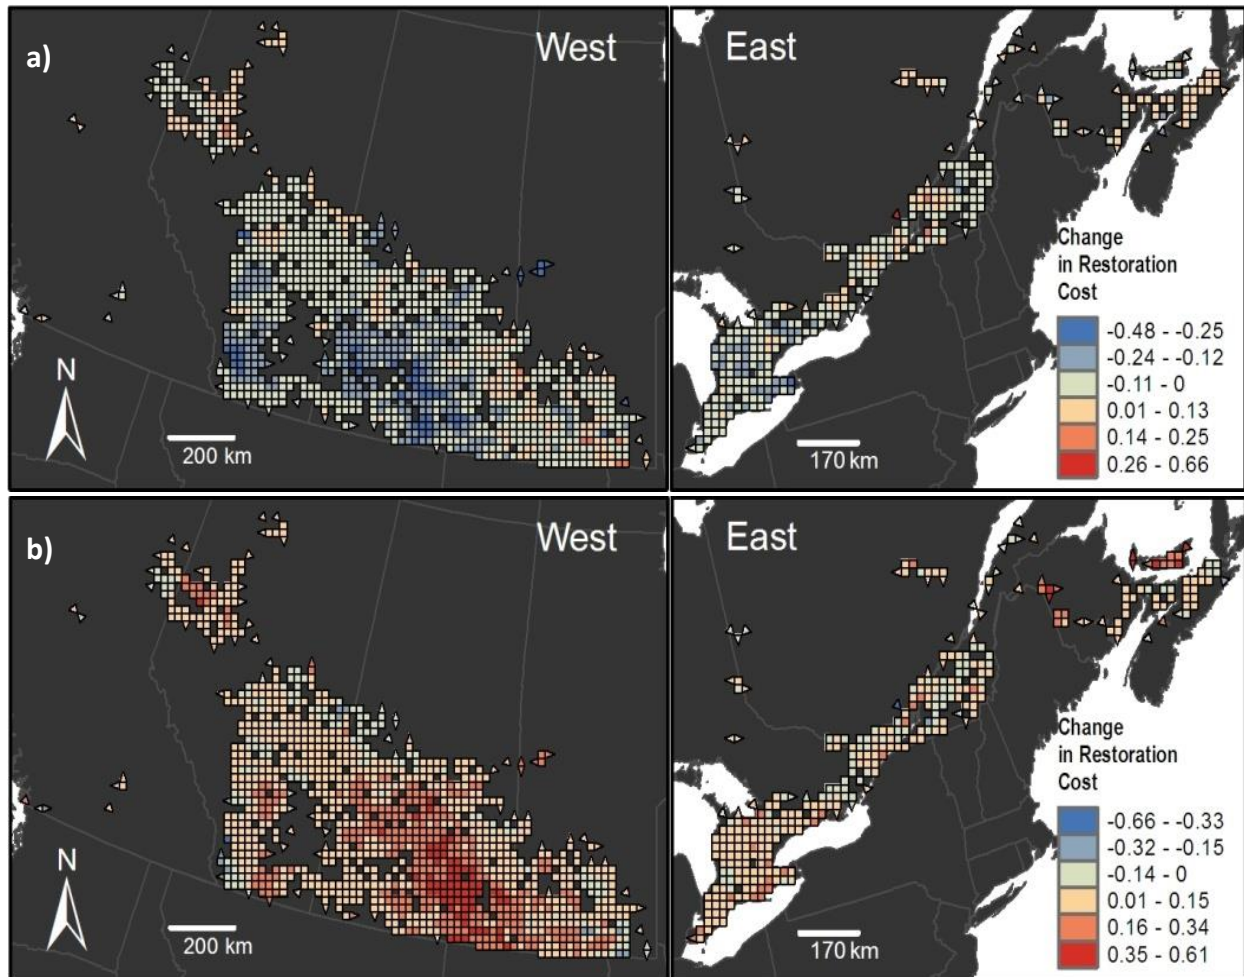 a)
West
N
200 km
East
170 km
Change
in Restoration
Cost
-0.48 - -0.25
-0.24 - -0.12
-0.11 - 0
0.01 - 0.13
0.14 - 0.25
0.26 - 0.66
b)
West
N
200 km
East
170 km
Change
in Restoration
Cost
-0.66 - -0.33
-0.32 - -0.15
-0.14 - 0
0.01 - 0.15
0.16 - 0.34
0.35 - 0.61